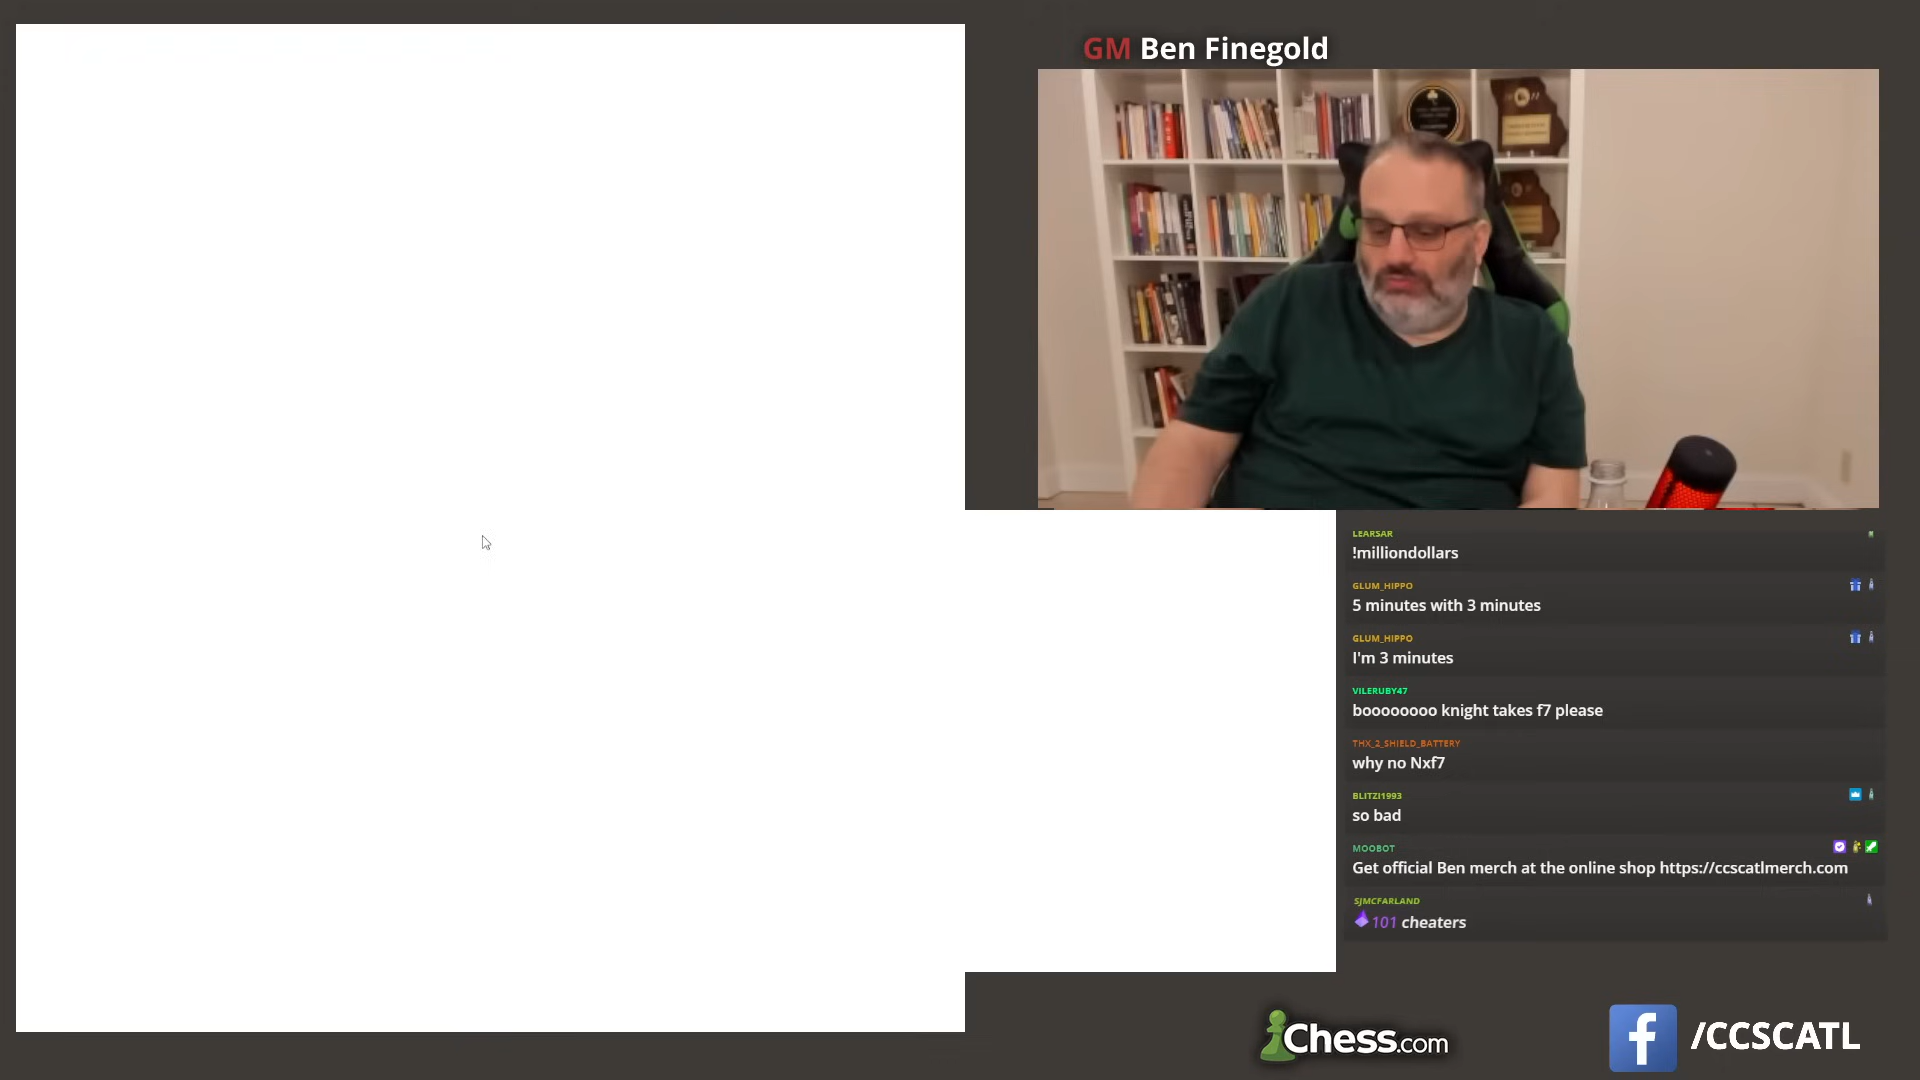 GM Ben Finegold
LEARSAR
!milliondollars
GLUM_HIPPO
5 minutes with 3 minutes
GLUM_HIPPO
I'm 3 minutes
VILERUBY47
boooooooo knight takes f7 please
THX_2_SHIELD_BATTERY
why no Nxf7
BLITZI1993
so bad
MOOBOT
Get official Ben merch at the online shop https://ccscatlmerch.com
SJMCFARLAND
101 cheaters
Chess.com
f /CCSCATL